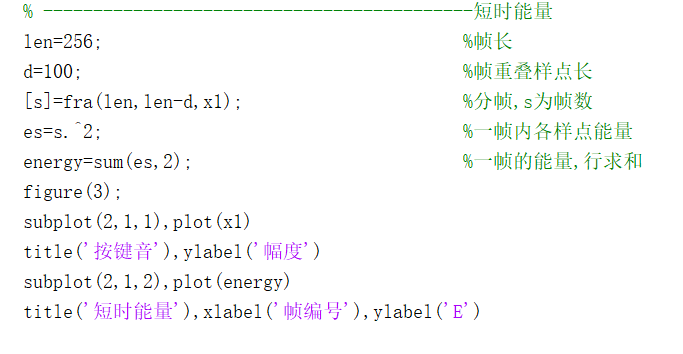 % -------------------------------------------短时能量
len=256; %帧长
d=100; %帧重叠样点长
[s]=fra(len,len-d,x1); %分帧,s为帧数
es=s.^2; %一帧内各样点能量
energy=sum(es,2); %一帧的能量,行求和
figure(3);
subplot(2,1,1),plot(x1)
title('按键音'),ylabel('幅度')
subplot(2,1,2),plot(energy)
title('短时能量'),xlabel('帧编号'),ylabel('E')